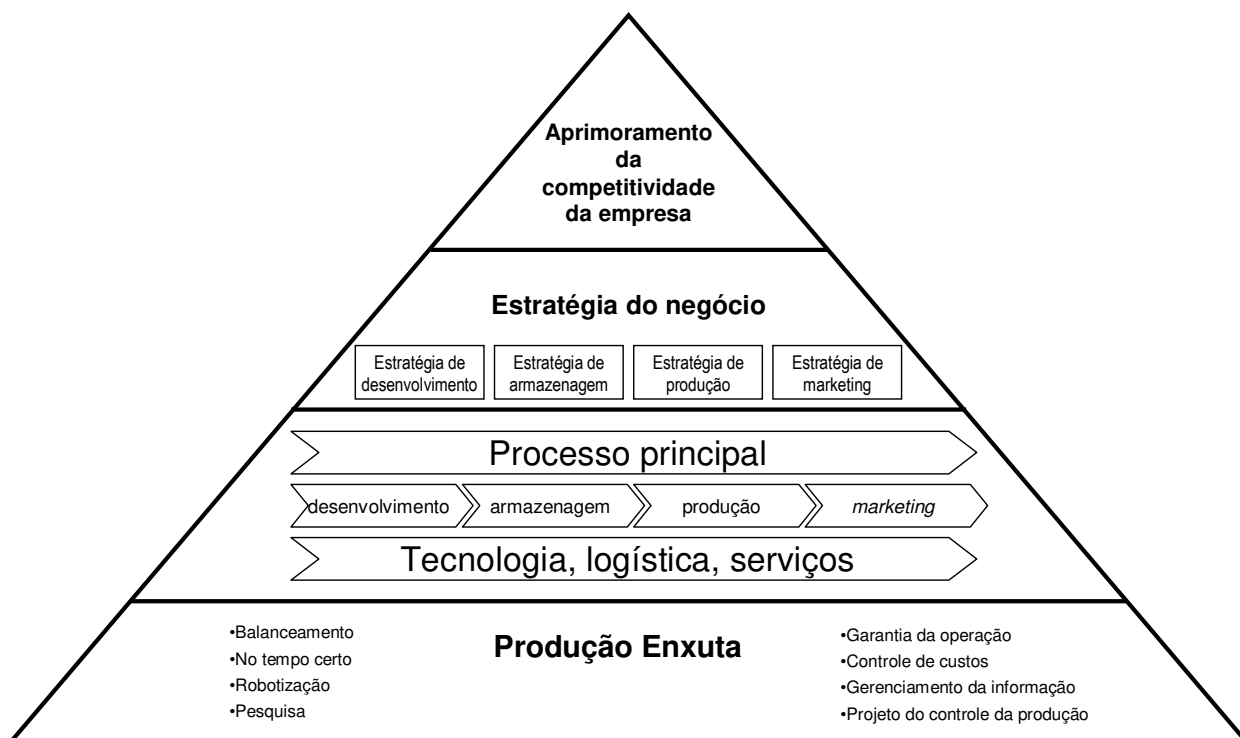 Aprimoramento
da
competitividade
da empresa
Estratégia do negócio
Estratégia de
desenvolvimento
Estratégia de
armazenagem
Estratégia de
produção
Estratégia de
marketing
Processo principal
desenvolvimento
armazenagem
produção
marketing
Tecnologia, logística, serviços
•Balanceamento
•No tempo certo
•Robotização
•Pesquisa
Produção Enxuta
•Garantia da operação
•Controle de custos
•Gerenciamento da informação
•Projeto do controle da produção